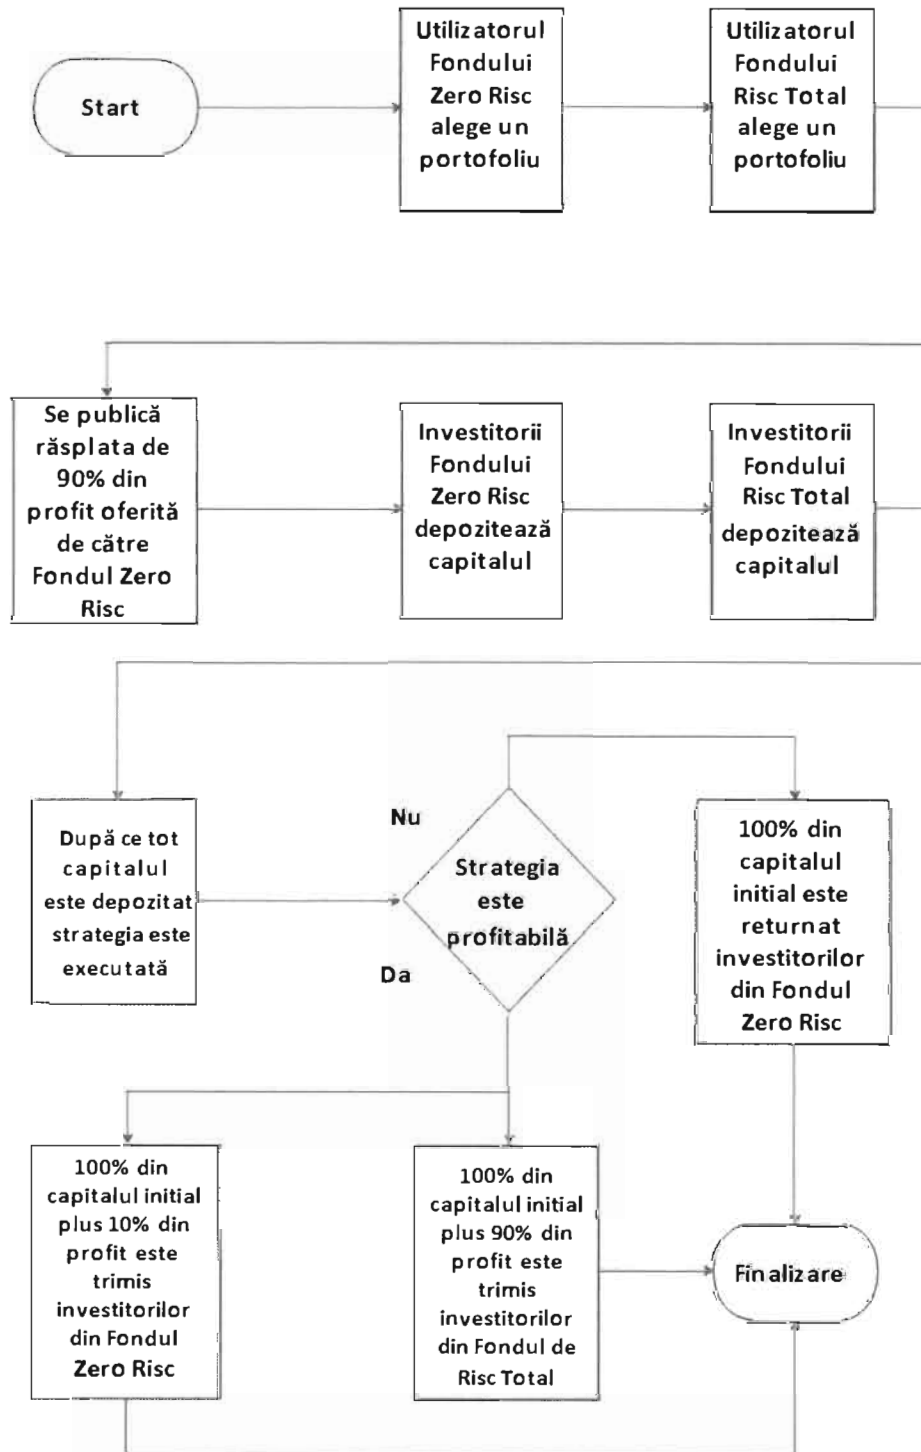 Start
Utilizatorul
Fondului
Zero Risc
alege un
portofoliu
Utilizatorul
Fondului
Risc Total
alege un
portofoliu
Se publică
răsplata de
90% din
profit oferită
de către
Fondul Zero
Risc
Investitorii
Fondului
Zero Risc
depozitează
capitalul
Investitorii
Fondului
Risc Total
depozitează
capitalul
După ce tot
capitalul
este depozitat
strategia este
executată
Nu
Strategia
este
profitabilă
Da
100% din
capitalul
initial este
returnat
investitorilor
din Fondul
Zero Risc
100% din
capitalul initial
plus 10% din
profit este
trimis
investitorilor
din Fondul
Zero Risc
100% din
capitalul initial
plus 90% din
profit este
trimis
investitorilor
din Fondul de
Risc Total
Finalizare